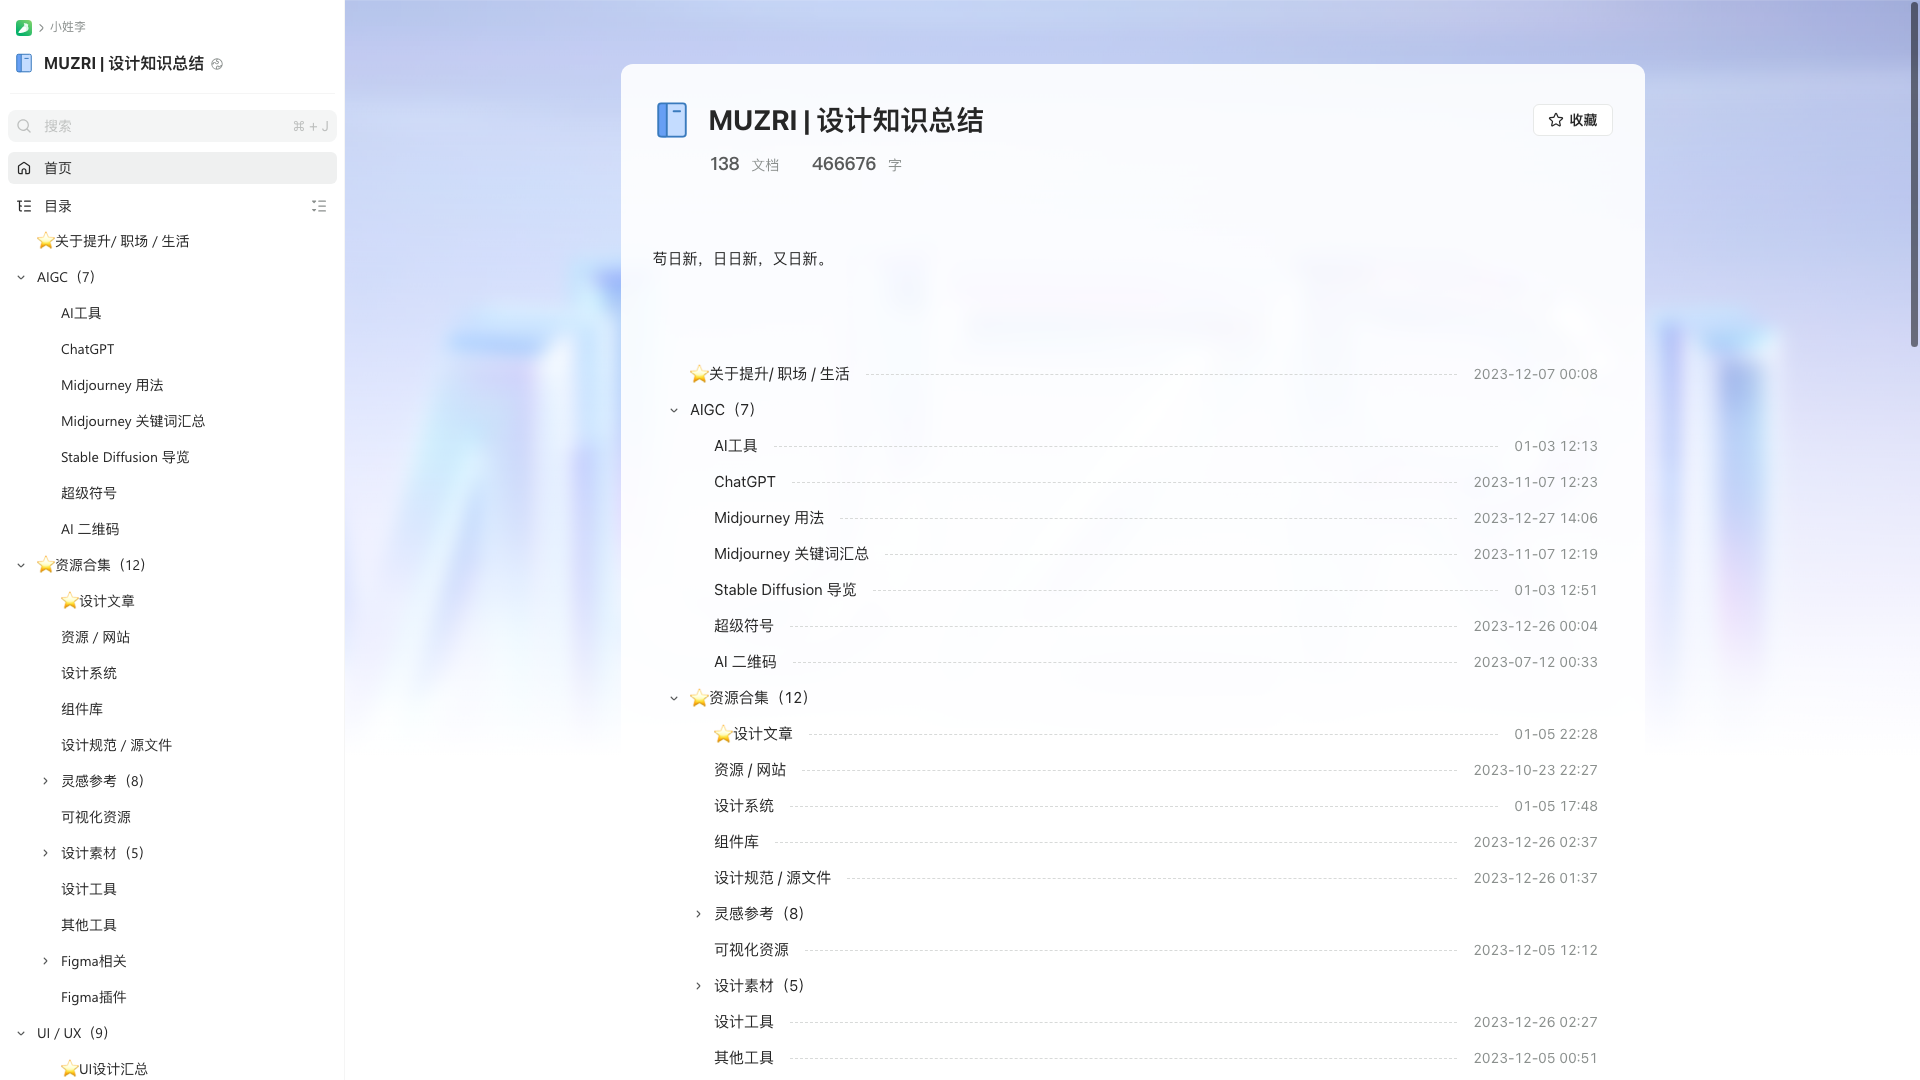 小姓李
MUZRI | 设计知识总结
搜索 ⌘ + J
首页
目录
⭐关于提升/ 职场 / 生活
AIGC（7）
AI工具
ChatGPT
Midjourney 用法
Midjourney 关键词汇总
Stable Diffusion 导览
超级符号
AI 二维码
⭐资源合集（12）
⭐设计文章
资源 / 网站
设计系统
组件库
设计规范 / 源文件
灵感参考（8）
可视化资源
设计素材（5）
设计工具
其他工具
Figma相关
Figma插件
UI / UX（9）
⭐UI设计汇总
MUZRI | 设计知识总结
收藏
138 文档 466676 字
苟日新，日日新，又日新。
⭐关于提升/ 职场 / 生活 2023-12-07 00:08
AIGC（7）
AI工具 01-03 12:13
ChatGPT 2023-11-07 12:23
Midjourney 用法 2023-12-27 14:06
Midjourney 关键词汇总 2023-11-07 12:19
Stable Diffusion 导览 01-03 12:51
超级符号 2023-12-26 00:04
AI 二维码 2023-07-12 00:33
⭐资源合集（12）
⭐设计文章 01-05 22:28
资源 / 网站 2023-10-23 22:27
设计系统 01-05 17:48
组件库 2023-12-26 02:37
设计规范 / 源文件 2023-12-26 01:37
灵感参考（8）
可视化资源 2023-12-05 12:12
设计素材（5）
设计工具 2023-12-26 02:27
其他工具 2023-12-05 00:51